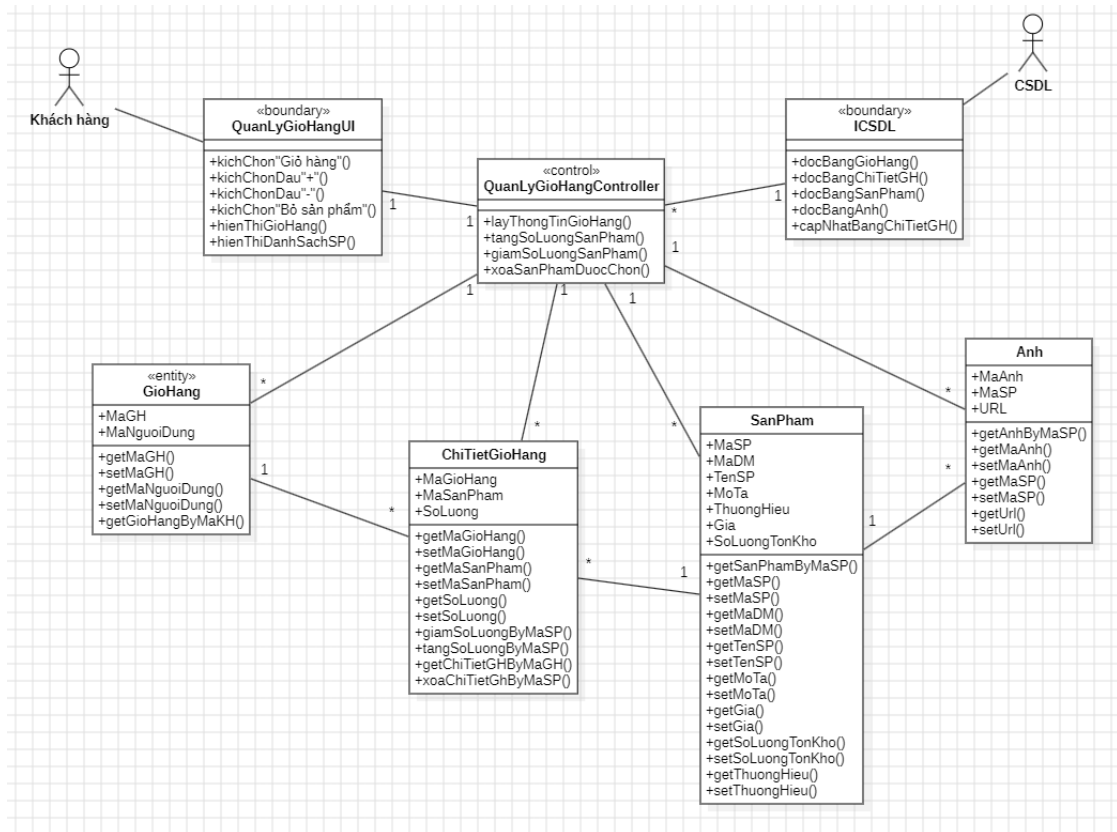 Khách hàng
CSDL
«boundary»
QuanLyGioHangUI
+kichChon"Giỏ hàng"()
+kichChonDau"+"()
+kichChonDau"-"()
+kichChon"Bỏ sản phẩm"()
+hienThiGioHang()
+hienThiDanhSachSP()
1
1
«control»
QuanLyGioHangController
+layThongTinGioHang()
+tangSoLuongSanPham()
+giamSoLuongSanPham()
+xoaSanPhamDuocChon()
*
1
«boundary»
ICSDL
+docBangGioHang()
+docBangChiTietGH()
+docBangSanPham()
+docBangAnh()
+capNhatBangChiTietGH()
1
1
1
1
*
*
*
*
«entity»
GioHang
+MaGH
+MaNguoiDung
+getMaGH()
+setMaGH()
+getMaNguoiDung()
+setMaNguoiDung()
+getGioHangByMaKH()
1
*
ChiTietGioHang
+MaGioHang
+MaSanPham
+SoLuong
+getMaGioHang()
+setMaGioHang()
+getMaSanPham()
+setMaSanPham()
+getSoLuong()
+setSoLuong()
+giamSoLuongByMaSP()
+tangSoLuongByMaSP()
+getChiTietGHByMaGH()
+xoaChiTietGhByMaSP()
*
1
SanPham
+MaSP
+MaDM
+TenSP
+MoTa
+ThuongHieu
+Gia
+SoLuongTonKho
+getSanPhamByMaSP()
+getMaSP()
+setMaSP()
+getMaDM()
+setMaDM()
+getTenSP()
+setTenSP()
+getMoTa()
+setMoTa()
+getGia()
+setGia()
+getSoLuongTonKho()
+setSoLuongTonKho()
+getThuongHieu()
+setThuongHieu()
1
*
Anh
+MaAnh
+MaSP
+URL
+getAnhByMaSP()
+getMaAnh()
+setMaAnh()
+getMaSP()
+setMaSP()
+getUrl()
+setUrl()